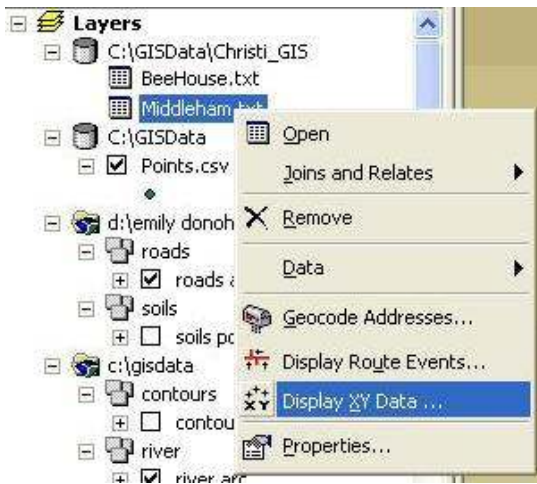 Layers
C:\GISData\Christi_GIS
BeeHouse.txt
Middleham.txt
Open
C:\GISData
Points.csv
Joins and Relates
Remove
d:\emily donoh
roads
Data
roads a
Geocode Addresses...
soils
Display Route Events...
soils po
c:\gisdata
Display XY Data ...
contours
contou
Properties...
river
river arc